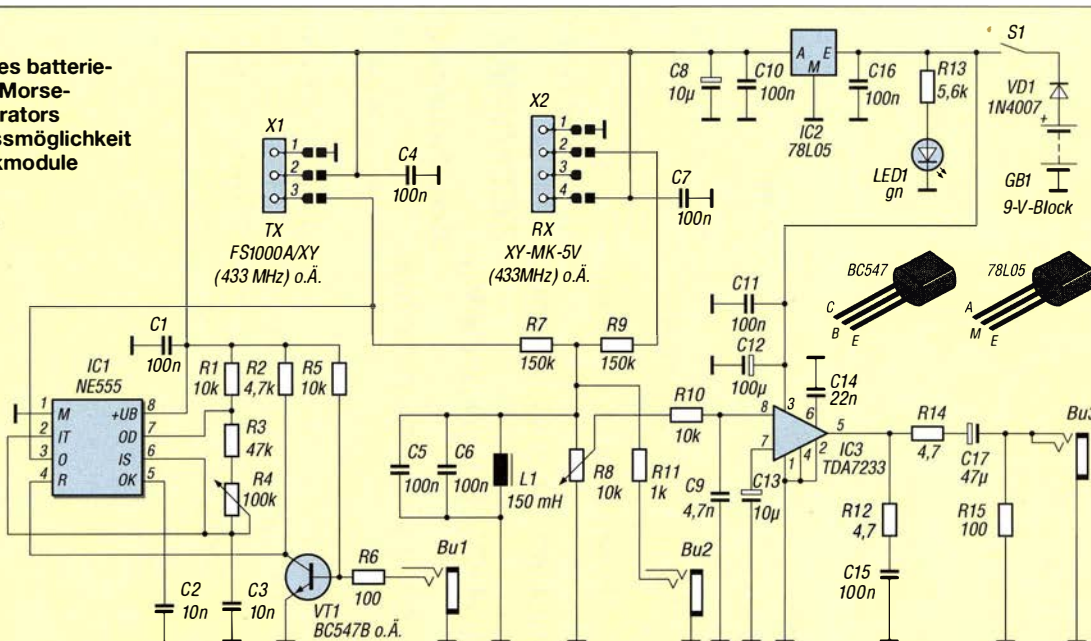 es batterie-
Morse-
rators
ssmöglichkeit
kmodule
S1
A E
M
C8
10µ
C10
100n
IC2
78L05
C16
100n
R13
5,6k
VD1
1N4007
+
LED1
gn
GB1
9-V-Block
X1
1
2
3
C4
100n
TX
FS1000A/XY
(433 MHz) o.Ä.
X2
1
2
3
4
C7
100n
RX
XY-MK-5V
(433MHz) o.Ä.
BC547
C
B
E
78L05
A
M
E
C11
100n
C12
100µ
C1
100n
IC1
NE555
1 M +UB 8
2 IT OD 7
3 O IS 6
4 R OK 5
R1
10k
R2
4,7k
R5
10k
R3
47k
R4
100k
C2
10n
C3
10n
VT1
BC547B o.Ä.
R6
100
Bu1
R7
150k
R9
150k
C5
100n
C6
100n
L1
150 mH
R8
10k
R11
1k
R10
10k
C9
4,7n
C13
10µ
Bu2
C14
22n
8
7
3
6
5
1
4
2
IC3
TDA7233
R14
4,7
C17
47µ
Bu3
R12
4,7
C15
100n
R15
100